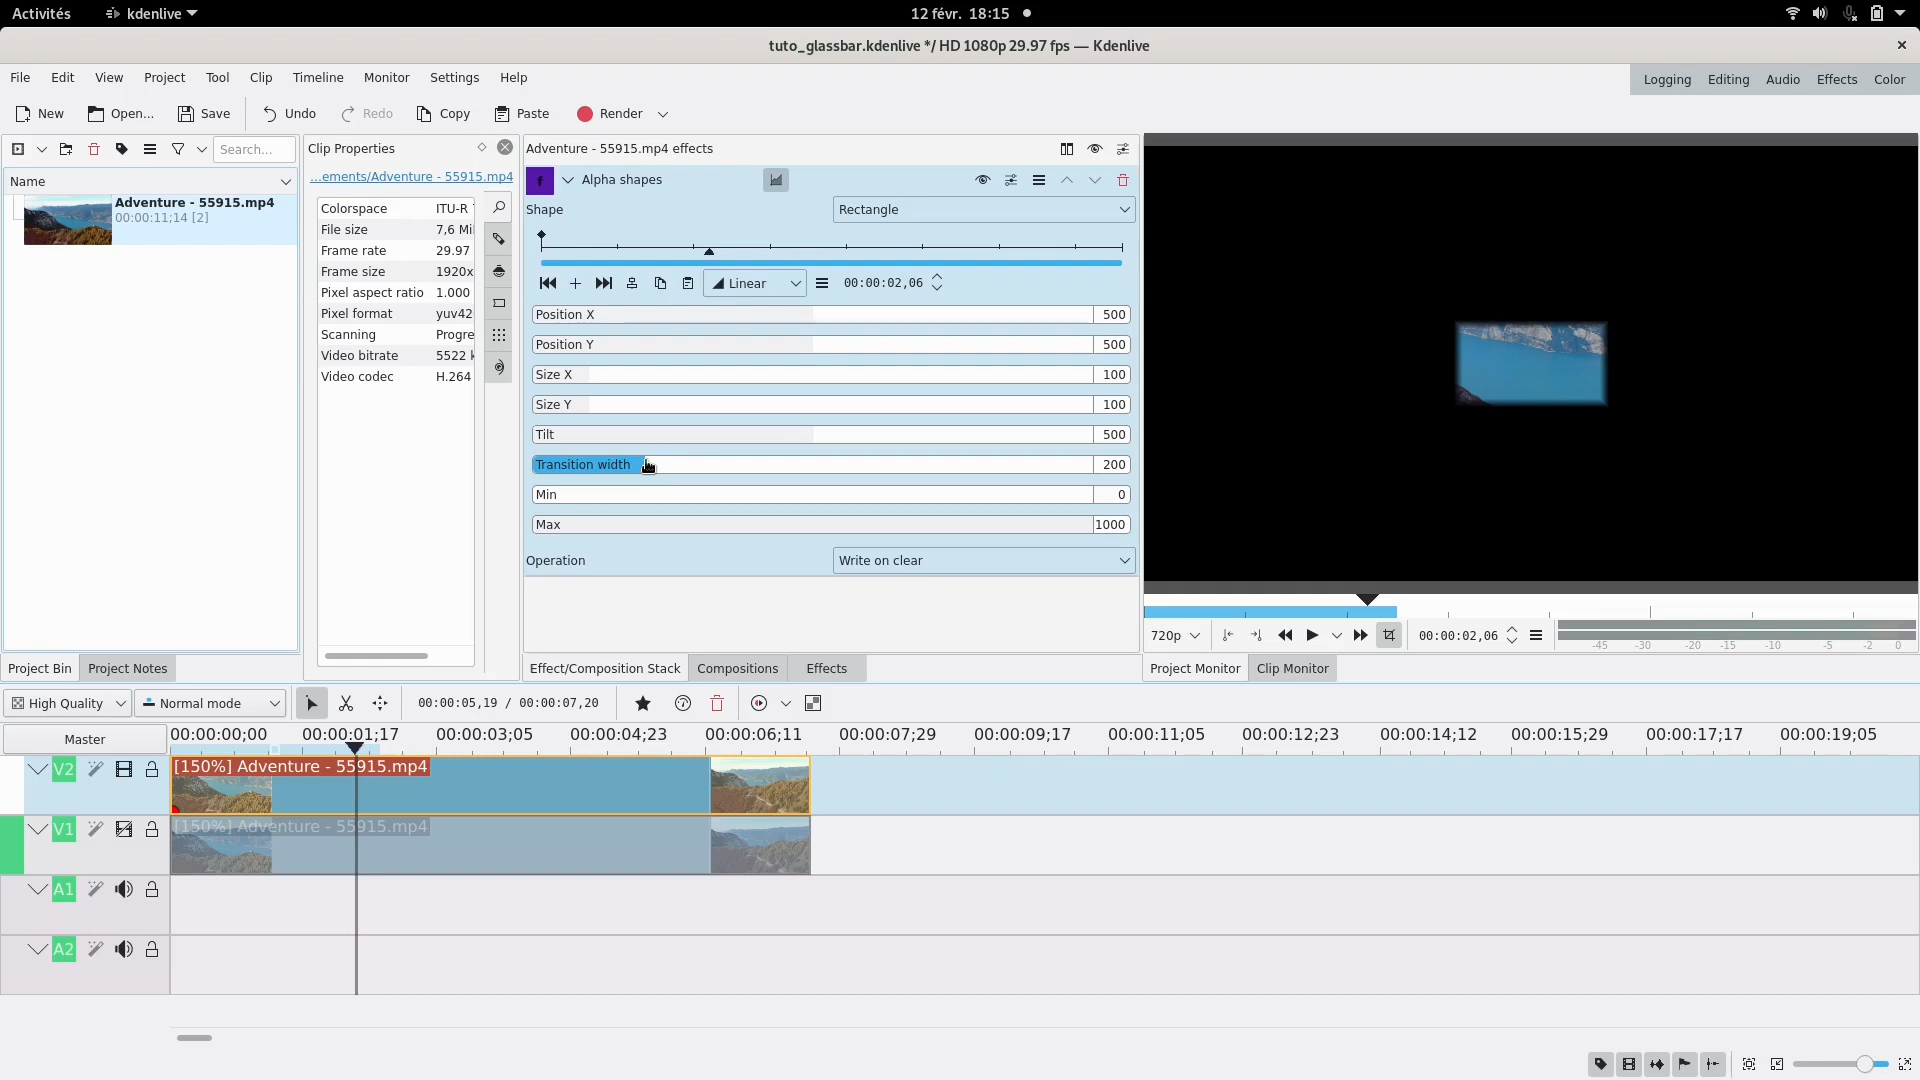 Activités kdenlive 12 févr. 18:15
tuto_glassbar.kdenlive */ HD 1080p 29.97 fps — Kdenlive
File Edit View Project Tool Clip Timeline Monitor Settings Help
Logging Editing Audio Effects Color
New Open... Save Undo Redo Copy Paste Render
Search...
Name
Adventure - 55915.mp4
00:00:11;14 [2]
Project Bin Project Notes
Clip Properties
...ements/Adventure - 55915.mp4
Colorspace ITU-R
File size 7,6 Mi
Frame rate 29.97
Frame size 1920x
Pixel aspect ratio 1.000
Pixel format yuv42
Scanning Progre
Video bitrate 5522 k
Video codec H.264
Adventure - 55915.mp4 effects
f Alpha shapes
Shape Rectangle
Linear 00:00:02,06
Position X 500
Position Y 500
Size X 100
Size Y 100
Tilt 500
Transition width 200
Min 0
Max 1000
Operation Write on clear
Effect/Composition Stack Compositions Effects
720p 00:00:02,06
-45 -30 -20 -15 -10 -5 -2 0
Project Monitor Clip Monitor
High Quality Normal mode 00:00:05,19 / 00:00:07,20
Master 00:00:00;00 00:00:01;17 00:00:03;05 00:00:04;23 00:00:06;11 00:00:07;29 00:00:09;17 00:00:11;05 00:00:12;23 00:00:14;12 00:00:15;29 00:00:17;17 00:00:19;05
V2 [150%] Adventure - 55915.mp4
V1 [150%] Adventure - 55915.mp4
A1
A2